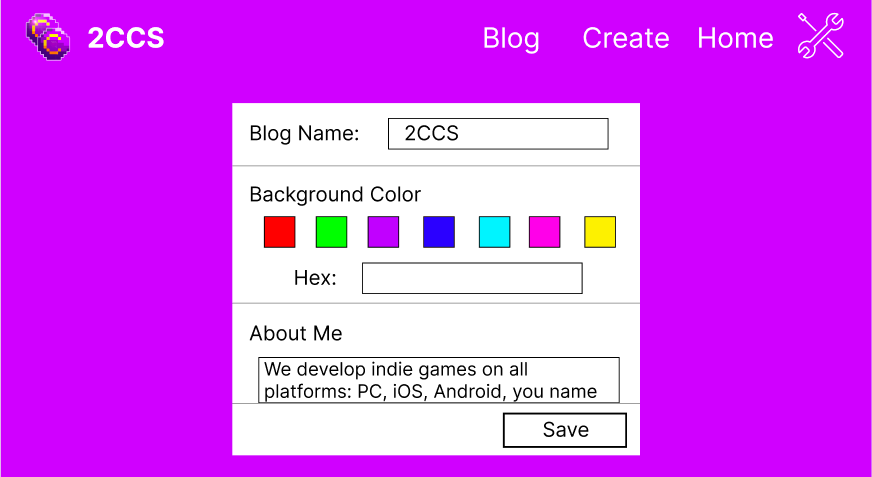 2CCS
Blog Create Home
Blog Name: 2CCS
Background Color
Hex:
About Me
We develop indie games on all
platforms: PC, iOS, Android, you name
Save